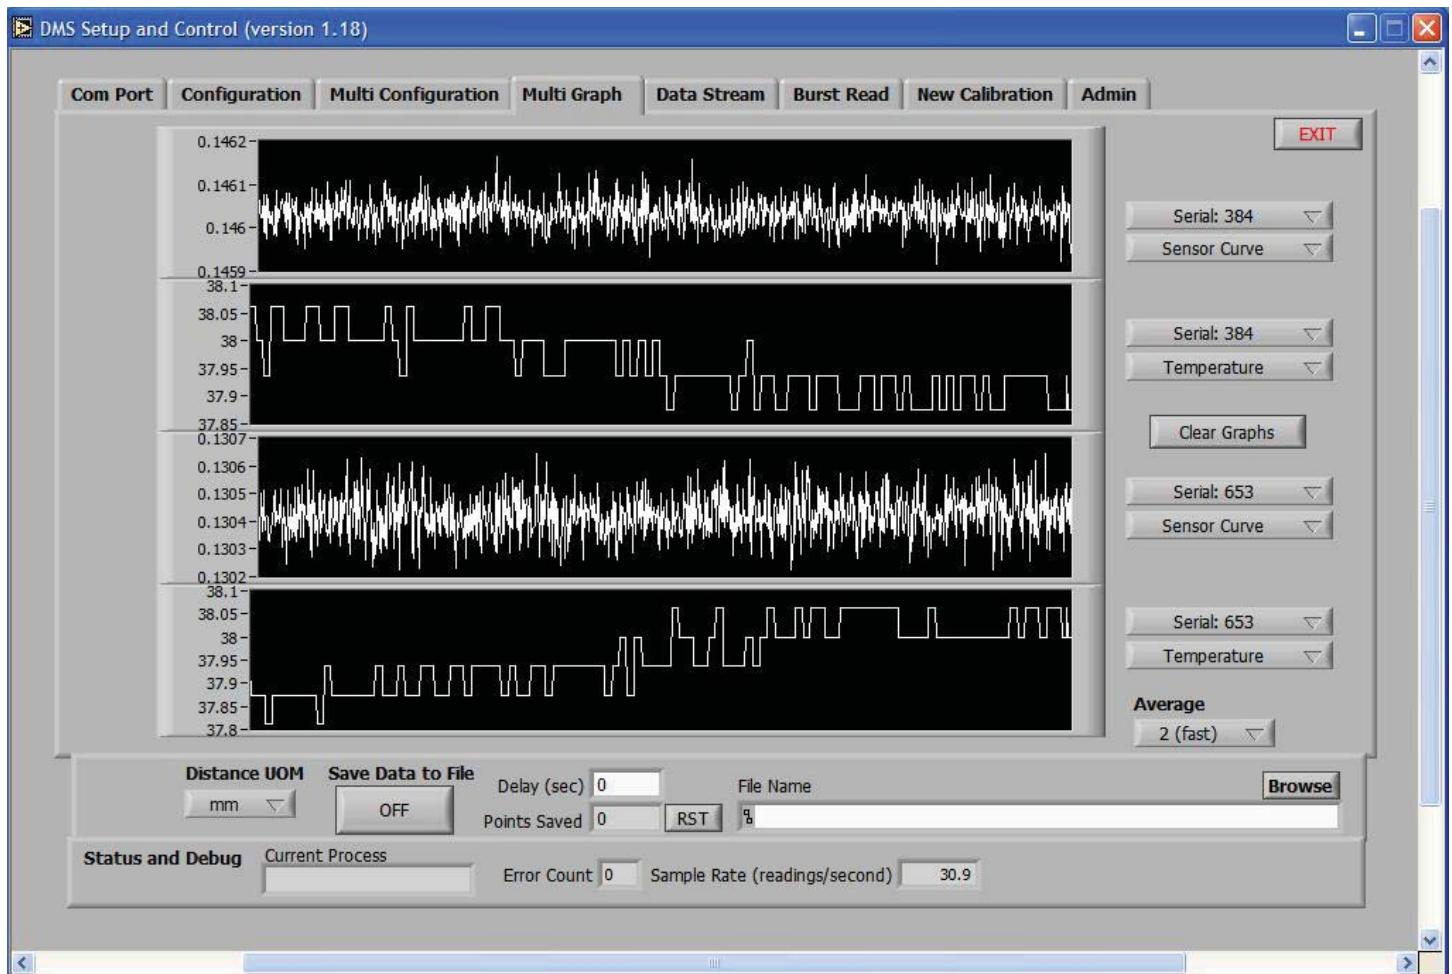 DMS Setup and Control (version 1.18)
Com Port Configuration Multi Configuration Multi Graph Data Stream Burst Read New Calibration Admin
EXIT
0.1462
0.1461
0.146
0.1459
Serial: 384
Sensor Curve
38.1
38.05
38
37.95
37.9
37.85
Serial: 384
Temperature
Clear Graphs
0.1307
0.1306
0.1305
0.1304
0.1303
0.1302
Serial: 653
Sensor Curve
38.1
38.05
38
37.95
37.9
37.85
37.8
Serial: 653
Temperature
Average
2 (fast)
Distance UOM
mm
Save Data to File
OFF
Delay (sec) 0
Points Saved 0 RST
File Name
Browse
Status and Debug
Current Process
Error Count 0
Sample Rate (readings/second) 30.9